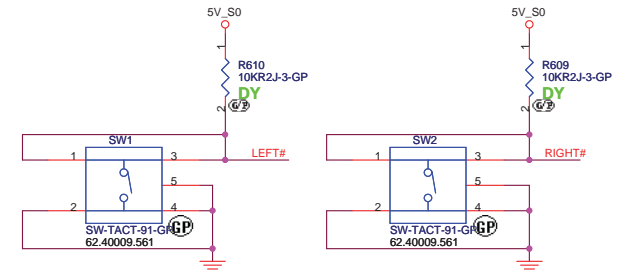 5V_S0
5V_S0
1
1
R610
10KR2J-3-GP
DY
2
G/P
R609
10KR2J-3-GP
DY
2
G/P
SW1
SW2
1
3
LEFT#
1
3
RIGHT#
5
5
2
4
2
4
SW-TACT-91-GP
GP
SW-TACT-91-GP
GP
62.40009.561
62.40009.561